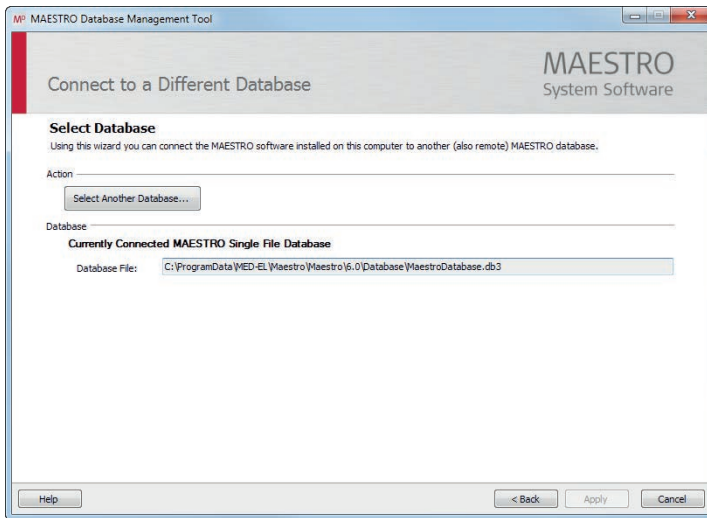 M° MAESTRO Database Management Tool
Connect to a Different Database
MAESTRO
System Software
Select Database
Using this wizard you can connect the MAESTRO software installed on this computer to another (also remote) MAESTRO database.
Action
Select Another Database...
Database
Currently Connected MAESTRO Single File Database
Database File: C:\ProgramData\MED-EL\Maestro\Maestro\6.0\Database\MaestroDatabase.db3
Help < Back Apply Cancel